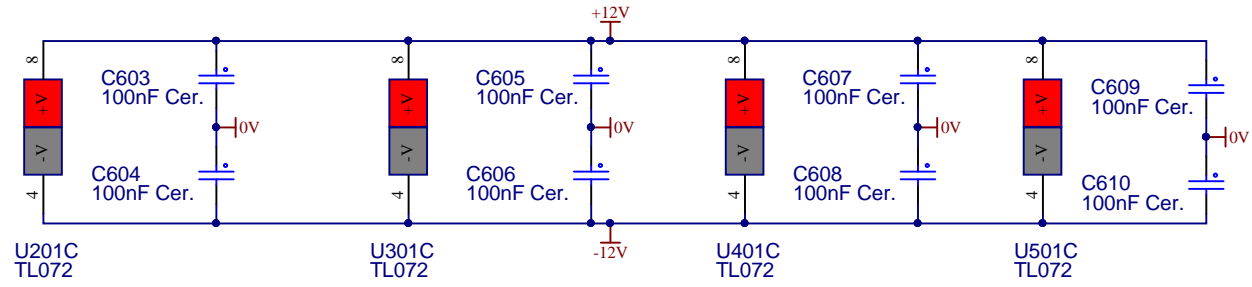 +12V
8
C603
100nF Cer.
+V
-V
0V
C604
100nF Cer.
4
U201C
TL072
8
C605
100nF Cer.
+V
-V
0V
C606
100nF Cer.
4
U301C
TL072
-12V
8
C607
100nF Cer.
+V
-V
0V
C608
100nF Cer.
4
U401C
TL072
8
C609
100nF Cer.
+V
-V
0V
C610
100nF Cer.
4
U501C
TL072